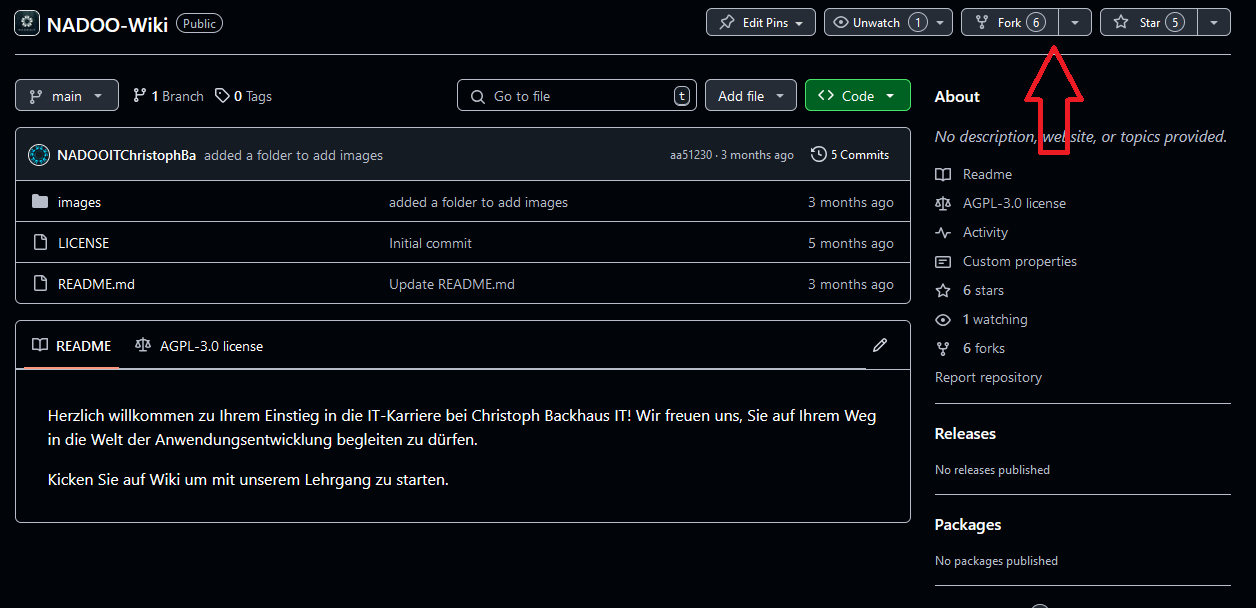 NADOO-Wiki Public Edit Pins Unwatch 1 Fork 6 Star 5
main 1 Branch 0 Tags Go to file t Add file Code
NADOOITChristophBa added a folder to add images aa51230 · 3 months ago 5 Commits
images added a folder to add images 3 months ago
LICENSE Initial commit 5 months ago
README.md Update README.md 3 months ago
README AGPL-3.0 license
Herzlich willkommen zu Ihrem Einstieg in die IT-Karriere bei Christoph Backhaus IT! Wir freuen uns, Sie auf Ihrem Weg
in die Welt der Anwendungsentwicklung begleiten zu dürfen.
Kicken Sie auf Wiki um mit unserem Lehrgang zu starten.
About
No description, website, or topics provided.
Readme
AGPL-3.0 license
Activity
Custom properties
6 stars
1 watching
6 forks
Report repository
Releases
No releases published
Packages
No packages published